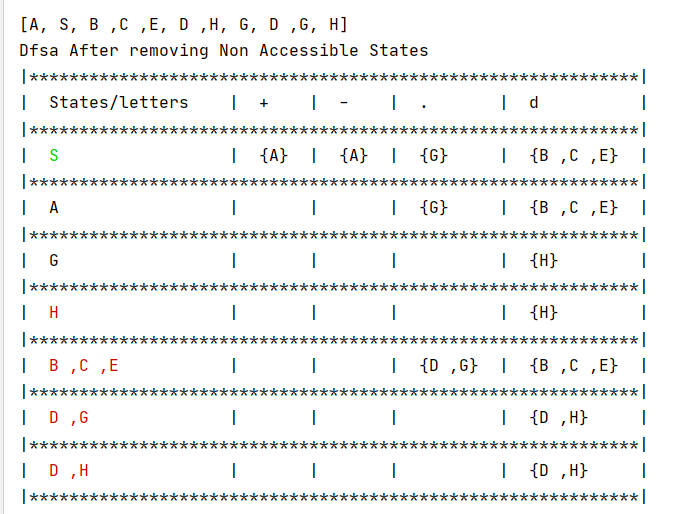 [A, S, B ,C ,E, D ,H, G, D ,G, H]
Dfsa After removing Non Accessible States
|*************************************************************|
|  States/letters    |  +    |  -    |  .       |  d          |
|*************************************************************|
|  S                 |  {A}  |  {A}  |  {G}     |  {B ,C ,E}  |
|*************************************************************|
|  A                 |       |       |  {G}     |  {B ,C ,E}  |
|*************************************************************|
|  G                 |       |       |          |  {H}        |
|*************************************************************|
|  H                 |       |       |          |  {H}        |
|*************************************************************|
|  B ,C ,E           |       |       |  {D ,G}  |  {B ,C ,E}  |
|*************************************************************|
|  D ,G              |       |       |          |  {D ,H}     |
|*************************************************************|
|  D ,H              |       |       |          |  {D ,H}     |
|*************************************************************|